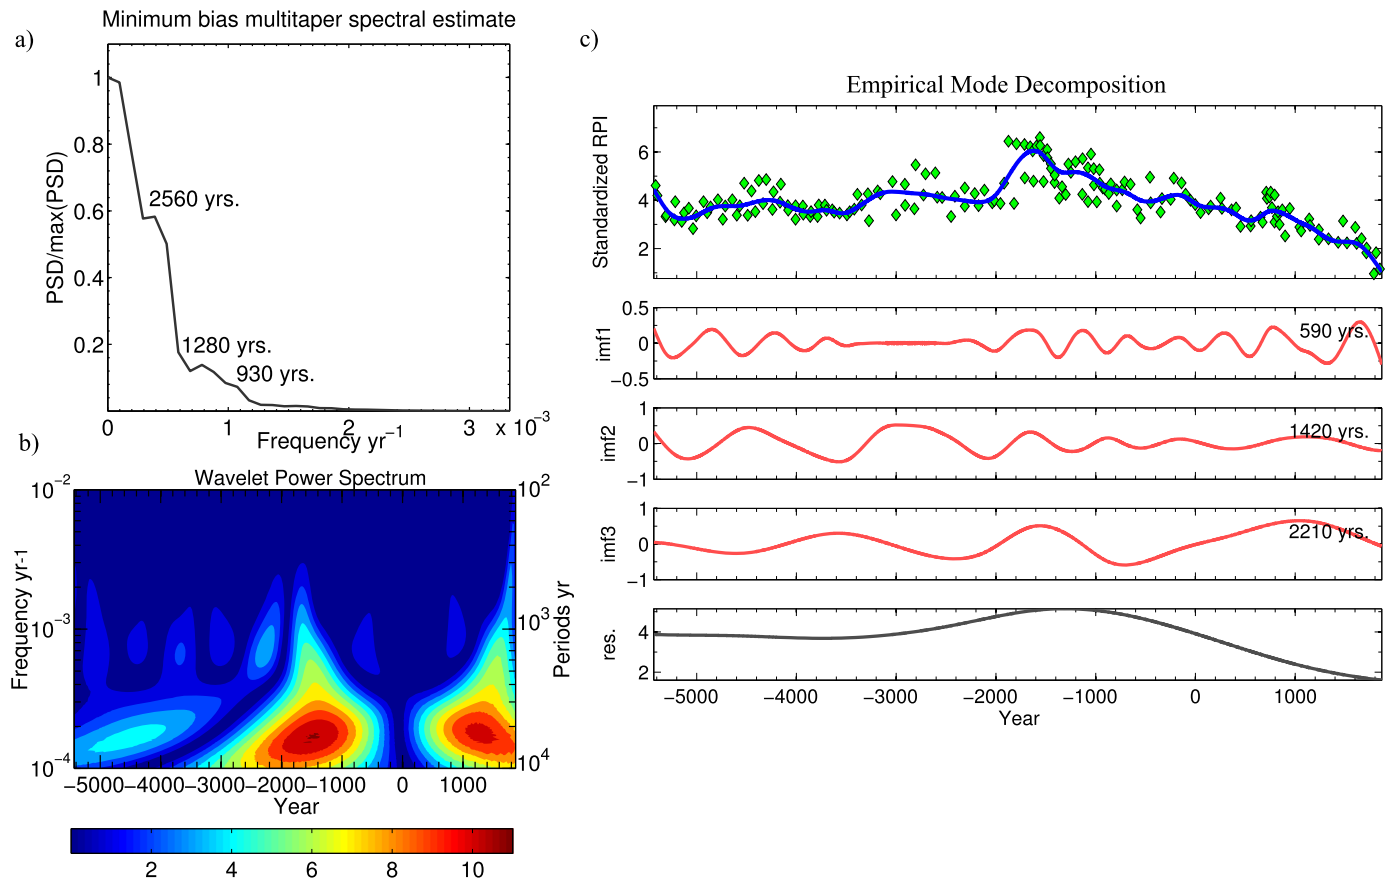 Minimum bias multitaper spectral estimate
a)
PSD/max(PSD)
1
0.8
0.6
0.4
0.2
2560 yrs.
1280 yrs.
930 yrs.
0 1 2 3 x 10−3
Frequency yr−1
b)
Wavelet Power Spectrum
10−2
10−3
10−4
Frequency yr-1
102
103
104
Periods yr
−5000 −4000 −3000 −2000 −1000 0 1000
Year
2 4 6 8 10
c)
Empirical Mode Decomposition
Standardized RPI
6
4
2
imf1
0.5
0
−0.5
590 yrs.
imf2
1
0
−1
1420 yrs.
imf3
1
0
−1
2210 yrs.
res.
4
2
−5000 −4000 −3000 −2000 −1000 0 1000
Year